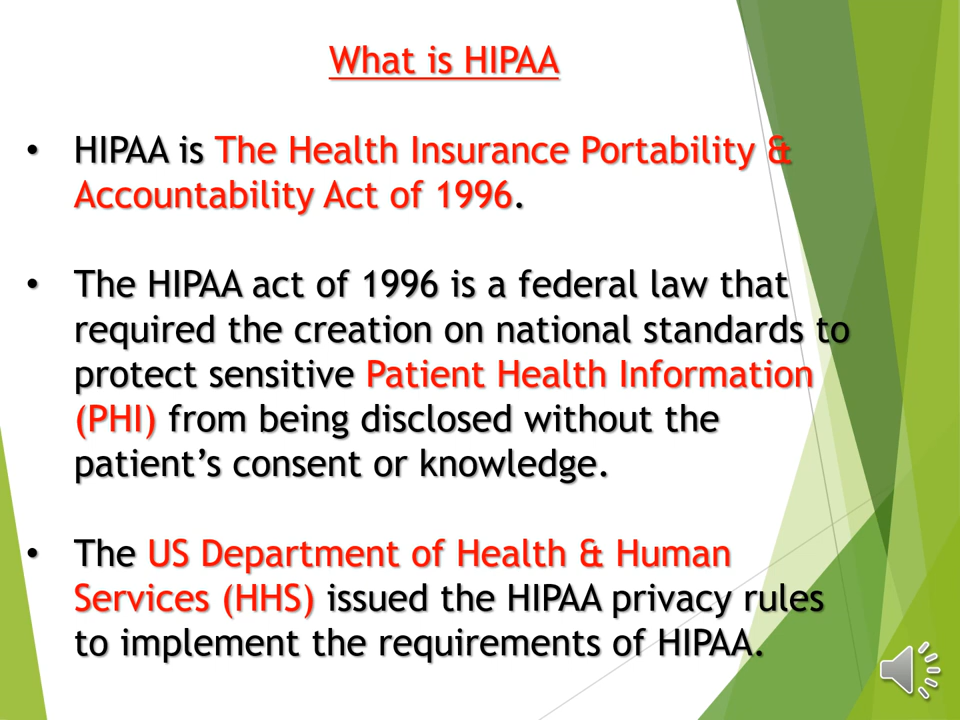 What is HIPAA
• HIPAA is The Health Insurance Portability &
Accountability Act of 1996.
• The HIPAA act of 1996 is a federal law that
required the creation on national standards to
protect sensitive Patient Health Information
(PHI) from being disclosed without the
patient’s consent or knowledge.
• The US Department of Health & Human
Services (HHS) issued the HIPAA privacy rules
to implement the requirements of HIPAA.